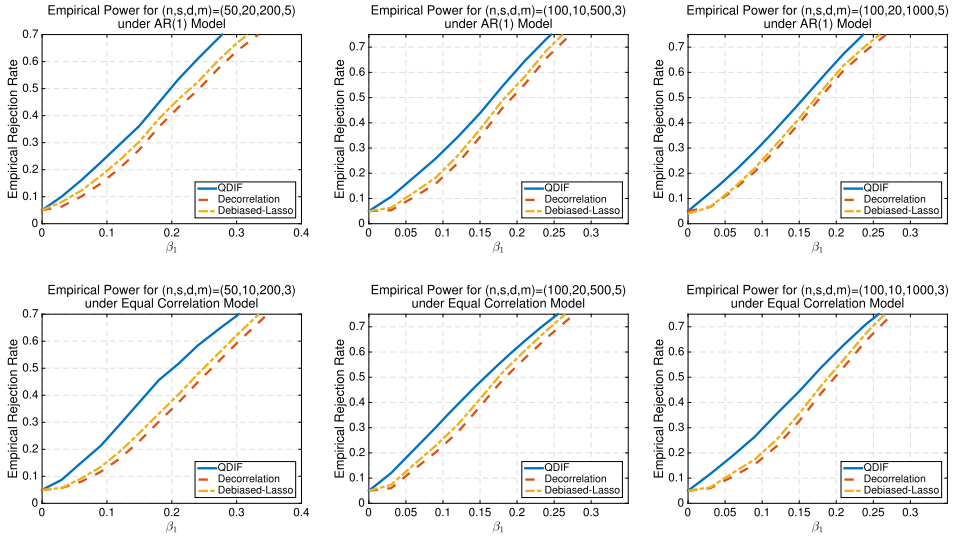 Empirical Power for (n,s,d,m)=(50,20,200,5)
under AR(1) Model
0.7
0.6
0.5
0.4
0.3
0.2
0.1
0
Empirical Rejection Rate
QDIF
Decorrelation
Debiased-Lasso
0 0.1 0.2 0.3 0.4
β1
Empirical Power for (n,s,d,m)=(100,10,500,3)
under AR(1) Model
0.7
0.6
0.5
0.4
0.3
0.2
0.1
0
Empirical Rejection Rate
QDIF
Decorrelation
Debiased-Lasso
0 0.05 0.1 0.15 0.2 0.25 0.3
β1
Empirical Power for (n,s,d,m)=(100,20,1000,5)
under AR(1) Model
0.7
0.6
0.5
0.4
0.3
0.2
0.1
0
Empirical Rejection Rate
QDIF
Decorrelation
Debiased-Lasso
0 0.05 0.1 0.15 0.2 0.25 0.3
β1
Empirical Power for (n,s,d,m)=(50,10,200,3)
under Equal Correlation Model
0.7
0.6
0.5
0.4
0.3
0.2
0.1
0
Empirical Rejection Rate
QDIF
Decorrelation
Debiased-Lasso
0 0.1 0.2 0.3 0.4
β1
Empirical Power for (n,s,d,m)=(100,20,500,5)
under Equal Correlation Model
0.7
0.6
0.5
0.4
0.3
0.2
0.1
0
Empirical Rejection Rate
QDIF
Decorrelation
Debiased-Lasso
0 0.05 0.1 0.15 0.2 0.25 0.3
β1
Empirical Power for (n,s,d,m)=(100,10,1000,3)
under Equal Correlation Model
0.7
0.6
0.5
0.4
0.3
0.2
0.1
0
Empirical Rejection Rate
QDIF
Decorrelation
Debiased-Lasso
0 0.05 0.1 0.15 0.2 0.25 0.3
β1